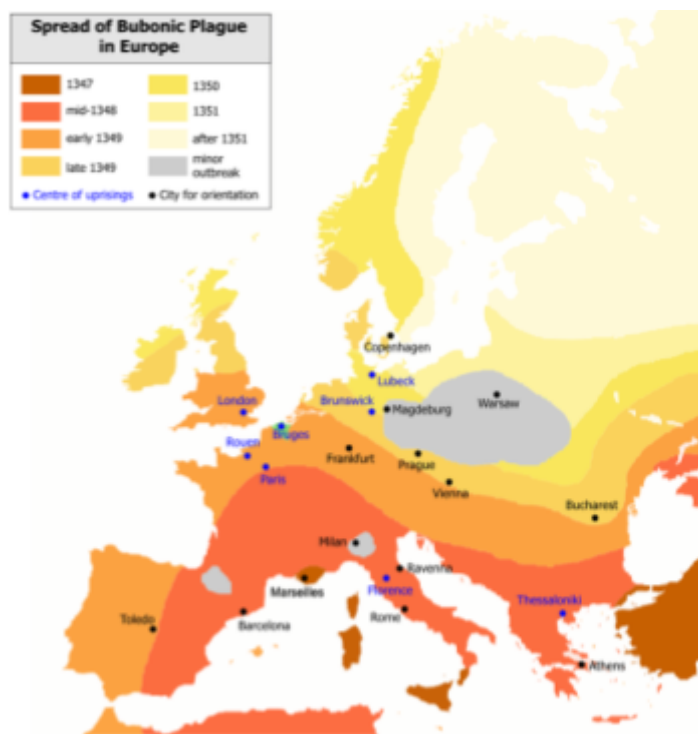 Spread of Bubonic Plague
in Europe
1347
1350
mid-1348
1351
early 1349
after 1351
late 1349
minor
outbreak
Centre of uprisings
City for orientation
Copenhagen
Lubeck
London
Brunswick
Magdeburg
Warsaw
Bruges
Rouen
Frankfurt
Prague
Paris
Vienna
Bucharest
Milan
Ravenna
Marseilles
Florence
Thessaloniki
Toledo
Barcelona
Rome
Athens